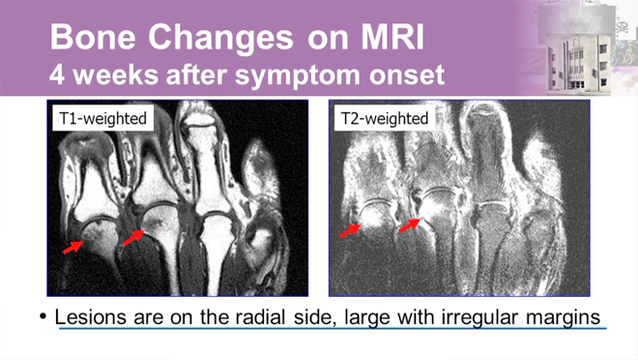 Bone Changes on MRI
4 weeks after symptom onset
T1-weighted
T2-weighted
• Lesions are on the radial side, large with irregular margins